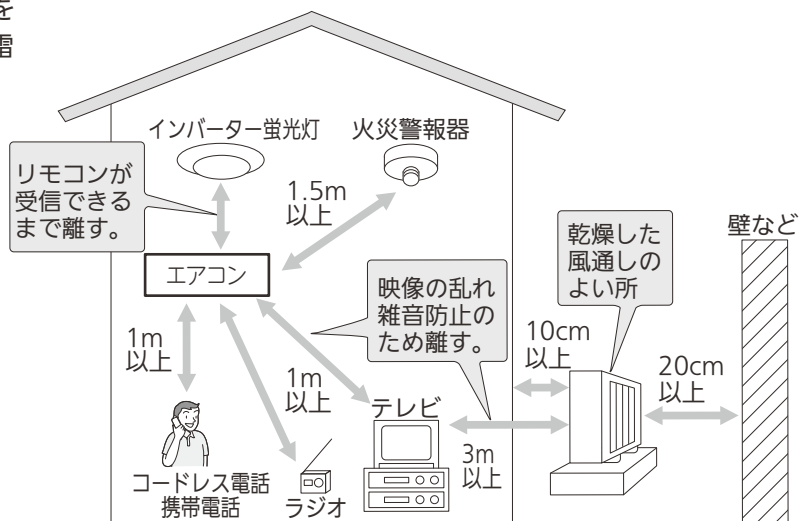 を
雷
インバーター蛍光灯
火災警報器
リモコンが
受信できる
まで離す。
1.5m
以上
エアコン
乾燥した
風通しの
よい所
壁など
映像の乱れ
雑音防止の
ため離す。
1m
以上
10cm
以上
20cm
以上
1m
以上
テレビ
3m
以上
コードレス電話
携帯電話
ラジオ